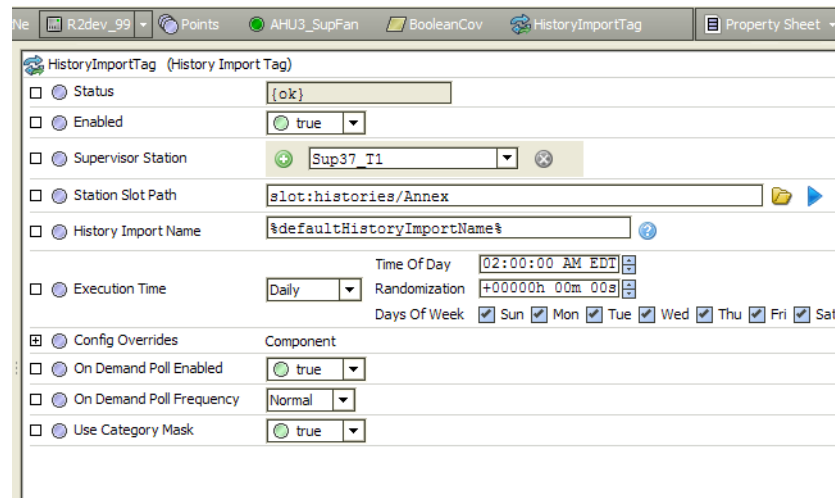 Ne R2dev_99 Points AHU3_SupFan BooleanCov HistoryImportTag Property Sheet
HistoryImportTag (History Import Tag)
Status {ok}
Enabled true
Supervisor Station Sup37_T1
Station Slot Path slot:histories/Annex
History Import Name %defaultHistoryImportName%
Time Of Day 02:00:00 AM EDT
Execution Time Daily Randomization +00000h 00m 00s
Days Of Week Sun Mon Tue Wed Thu Fri Sat
Config Overrides Component
On Demand Poll Enabled true
On Demand Poll Frequency Normal
Use Category Mask true